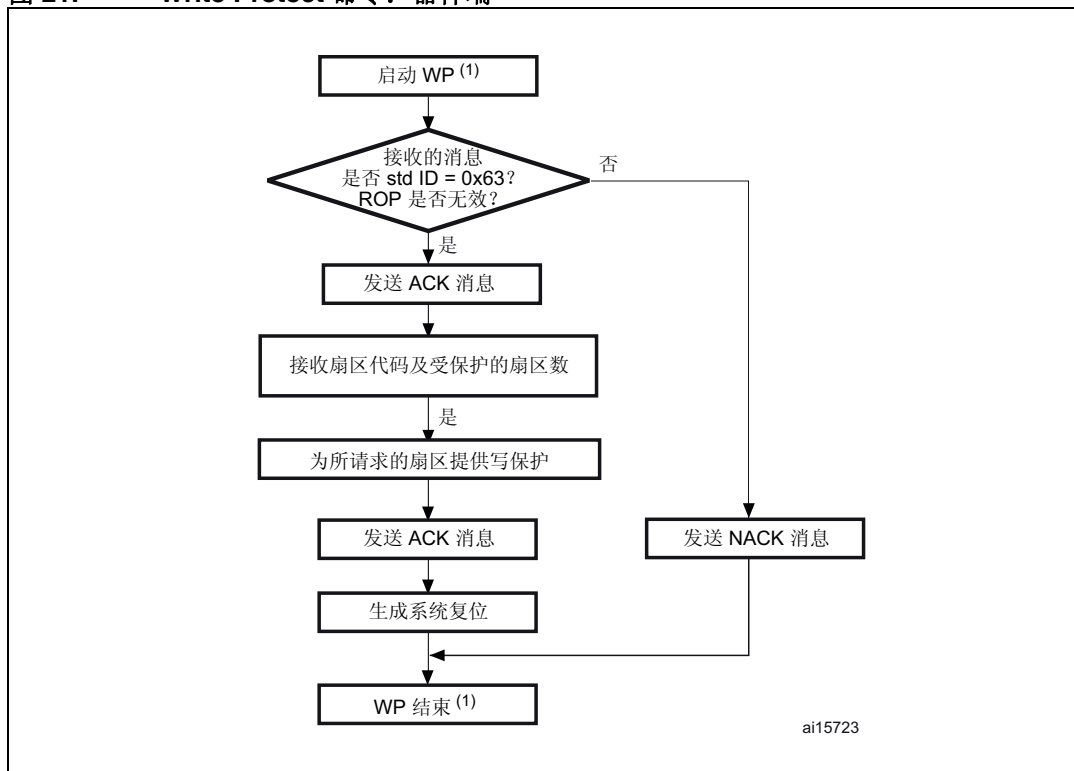 启动 WP (1)
接收的消息
是否 std ID = 0x63?
ROP 是否无效?
否
是
发送 ACK 消息
接收扇区代码及受保护的扇区数
是
为所请求的扇区提供写保护
发送 ACK 消息
发送 NACK 消息
生成系统复位
WP 结束 (1)
ai15723